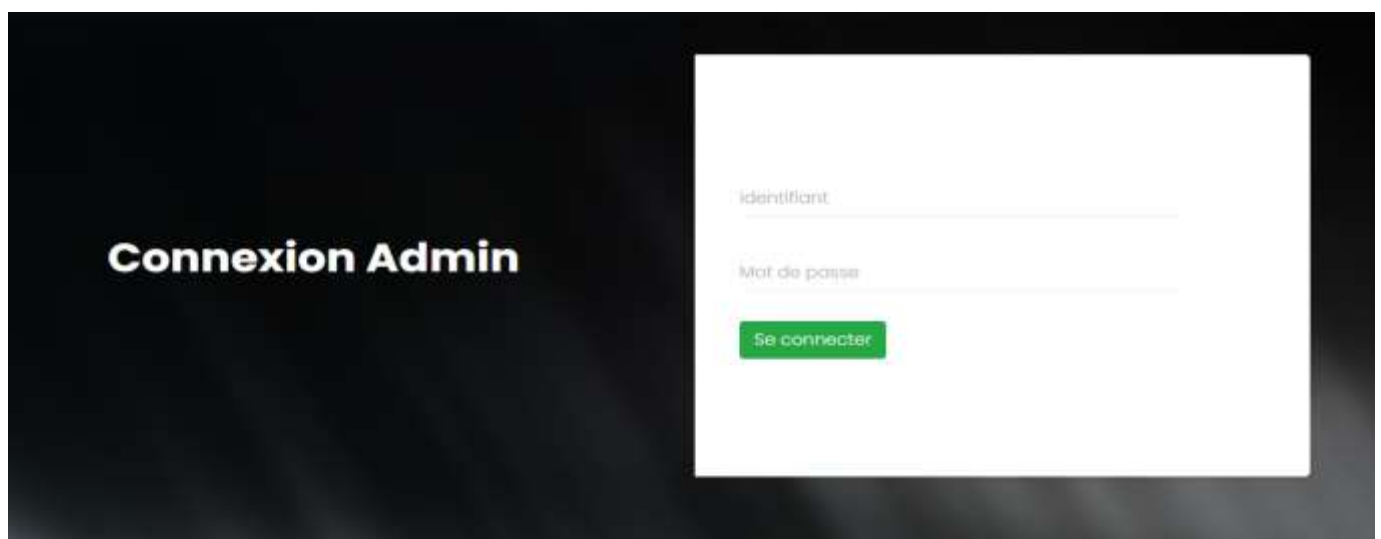 Connexion Admin
identifiant
Mot de passe
Se connecter